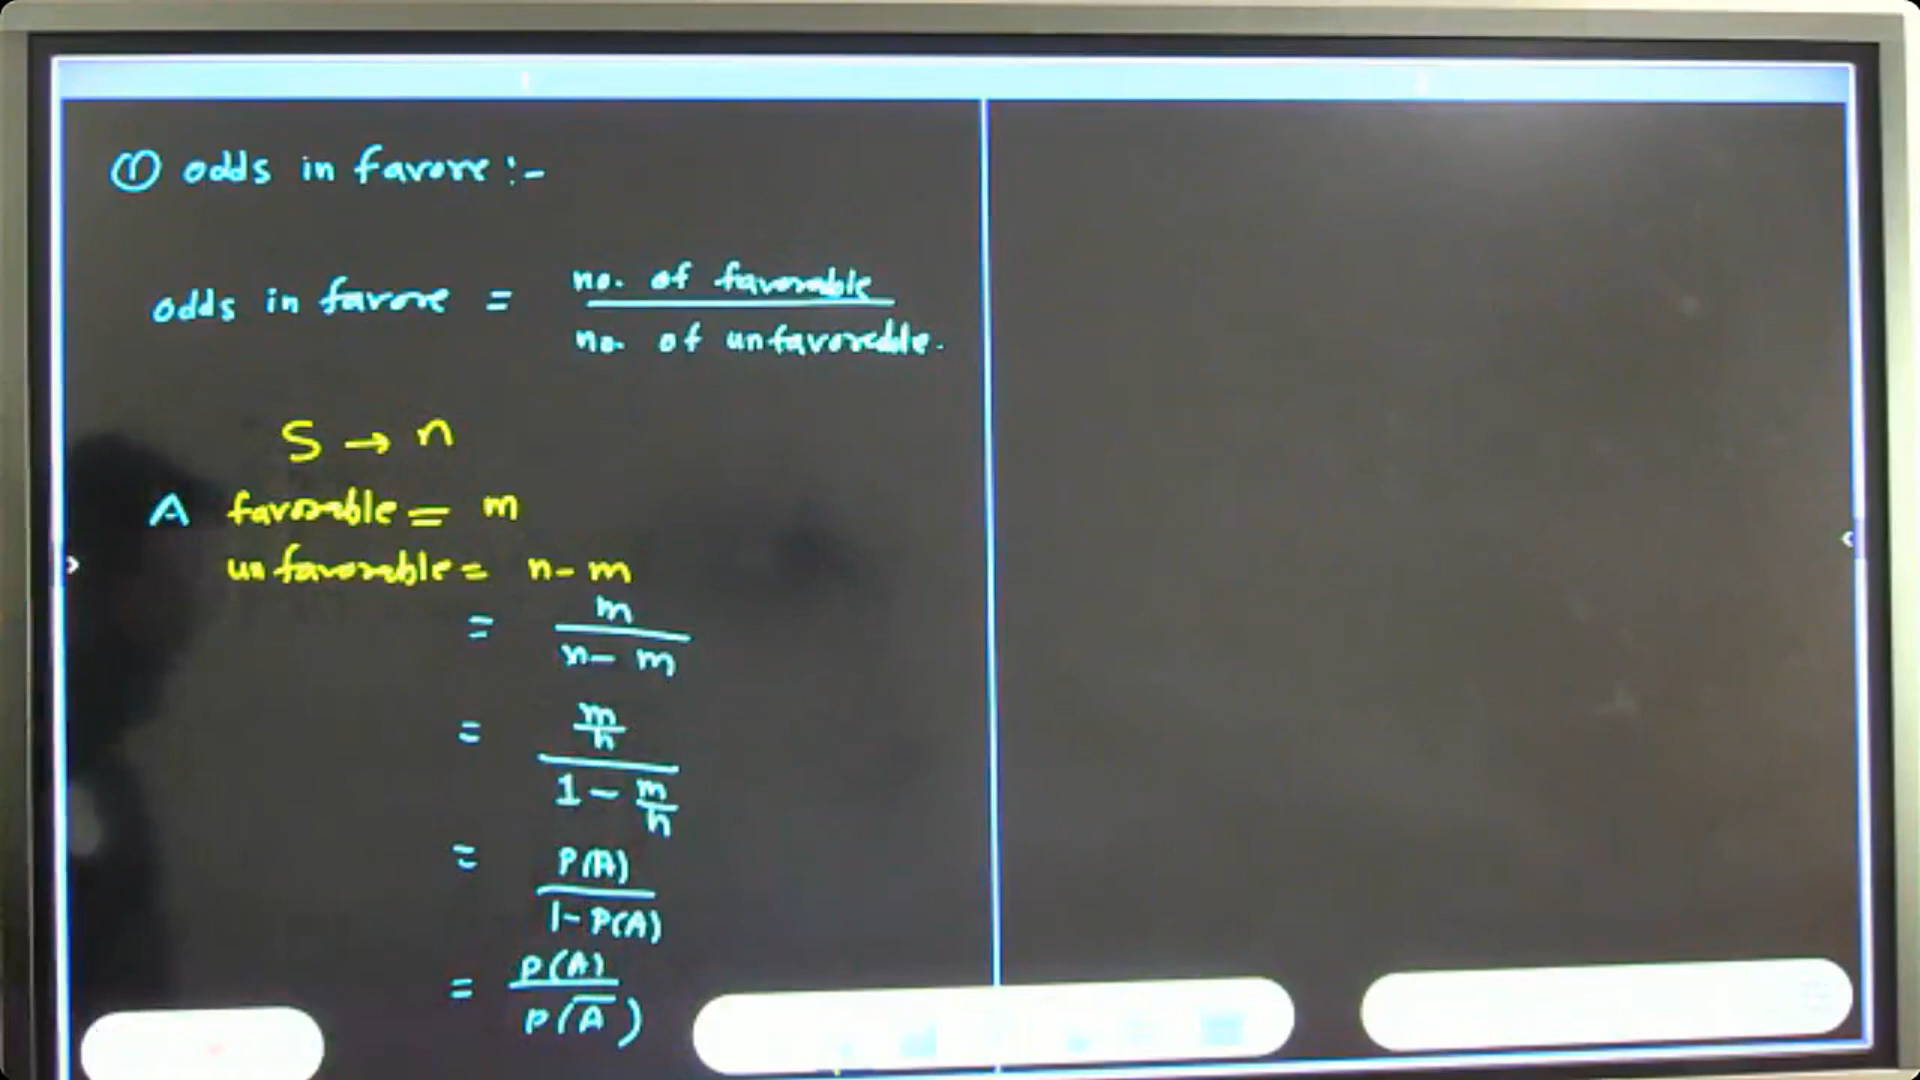 ① odds in favore :-
odds in favore = no. of favorable / no. of unfavorable.
S → n
A favorable = m
unfavorable = n - m
= m / n - m
= m/n / 1 - m/n
= P(A) / 1 - P(A)
= P(A) / P(A̅)